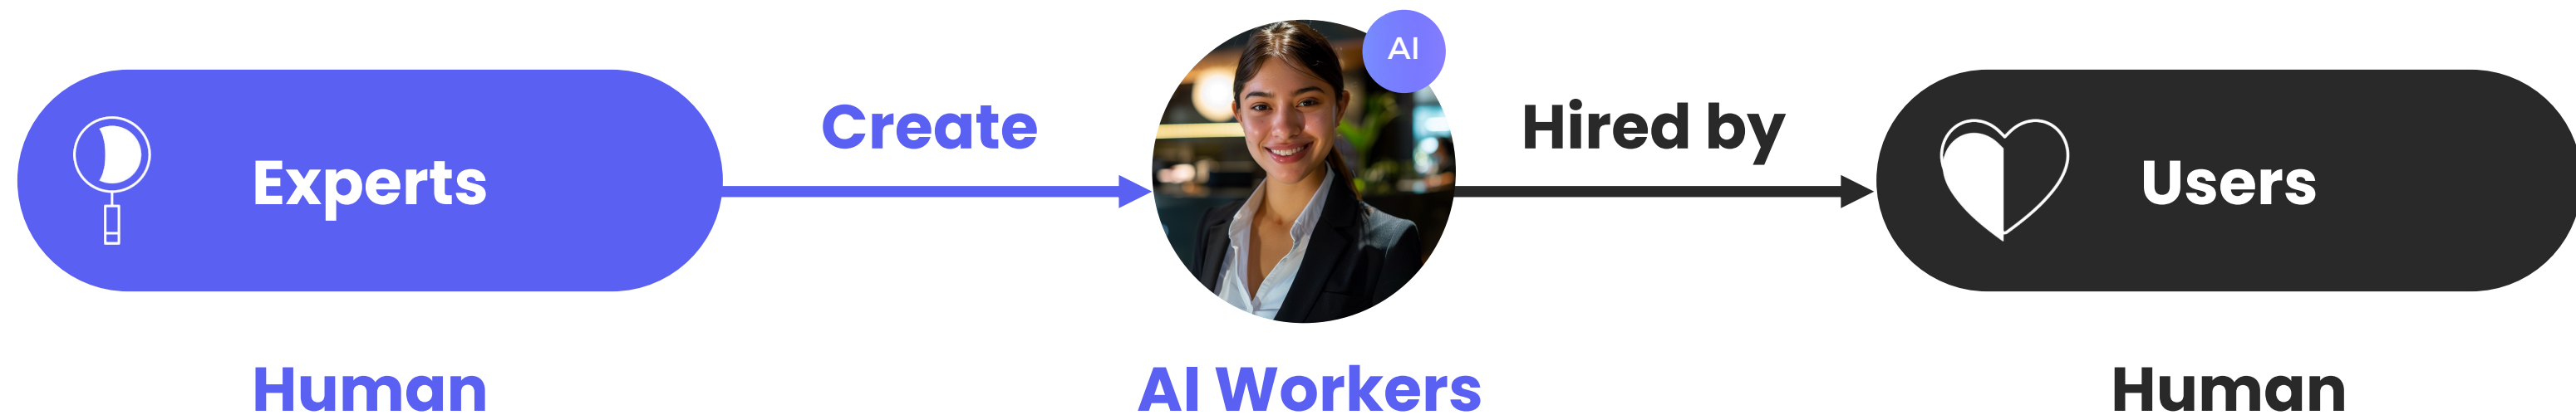 Experts
Create
AI
Hired by
Users
Human
AI Workers
Human